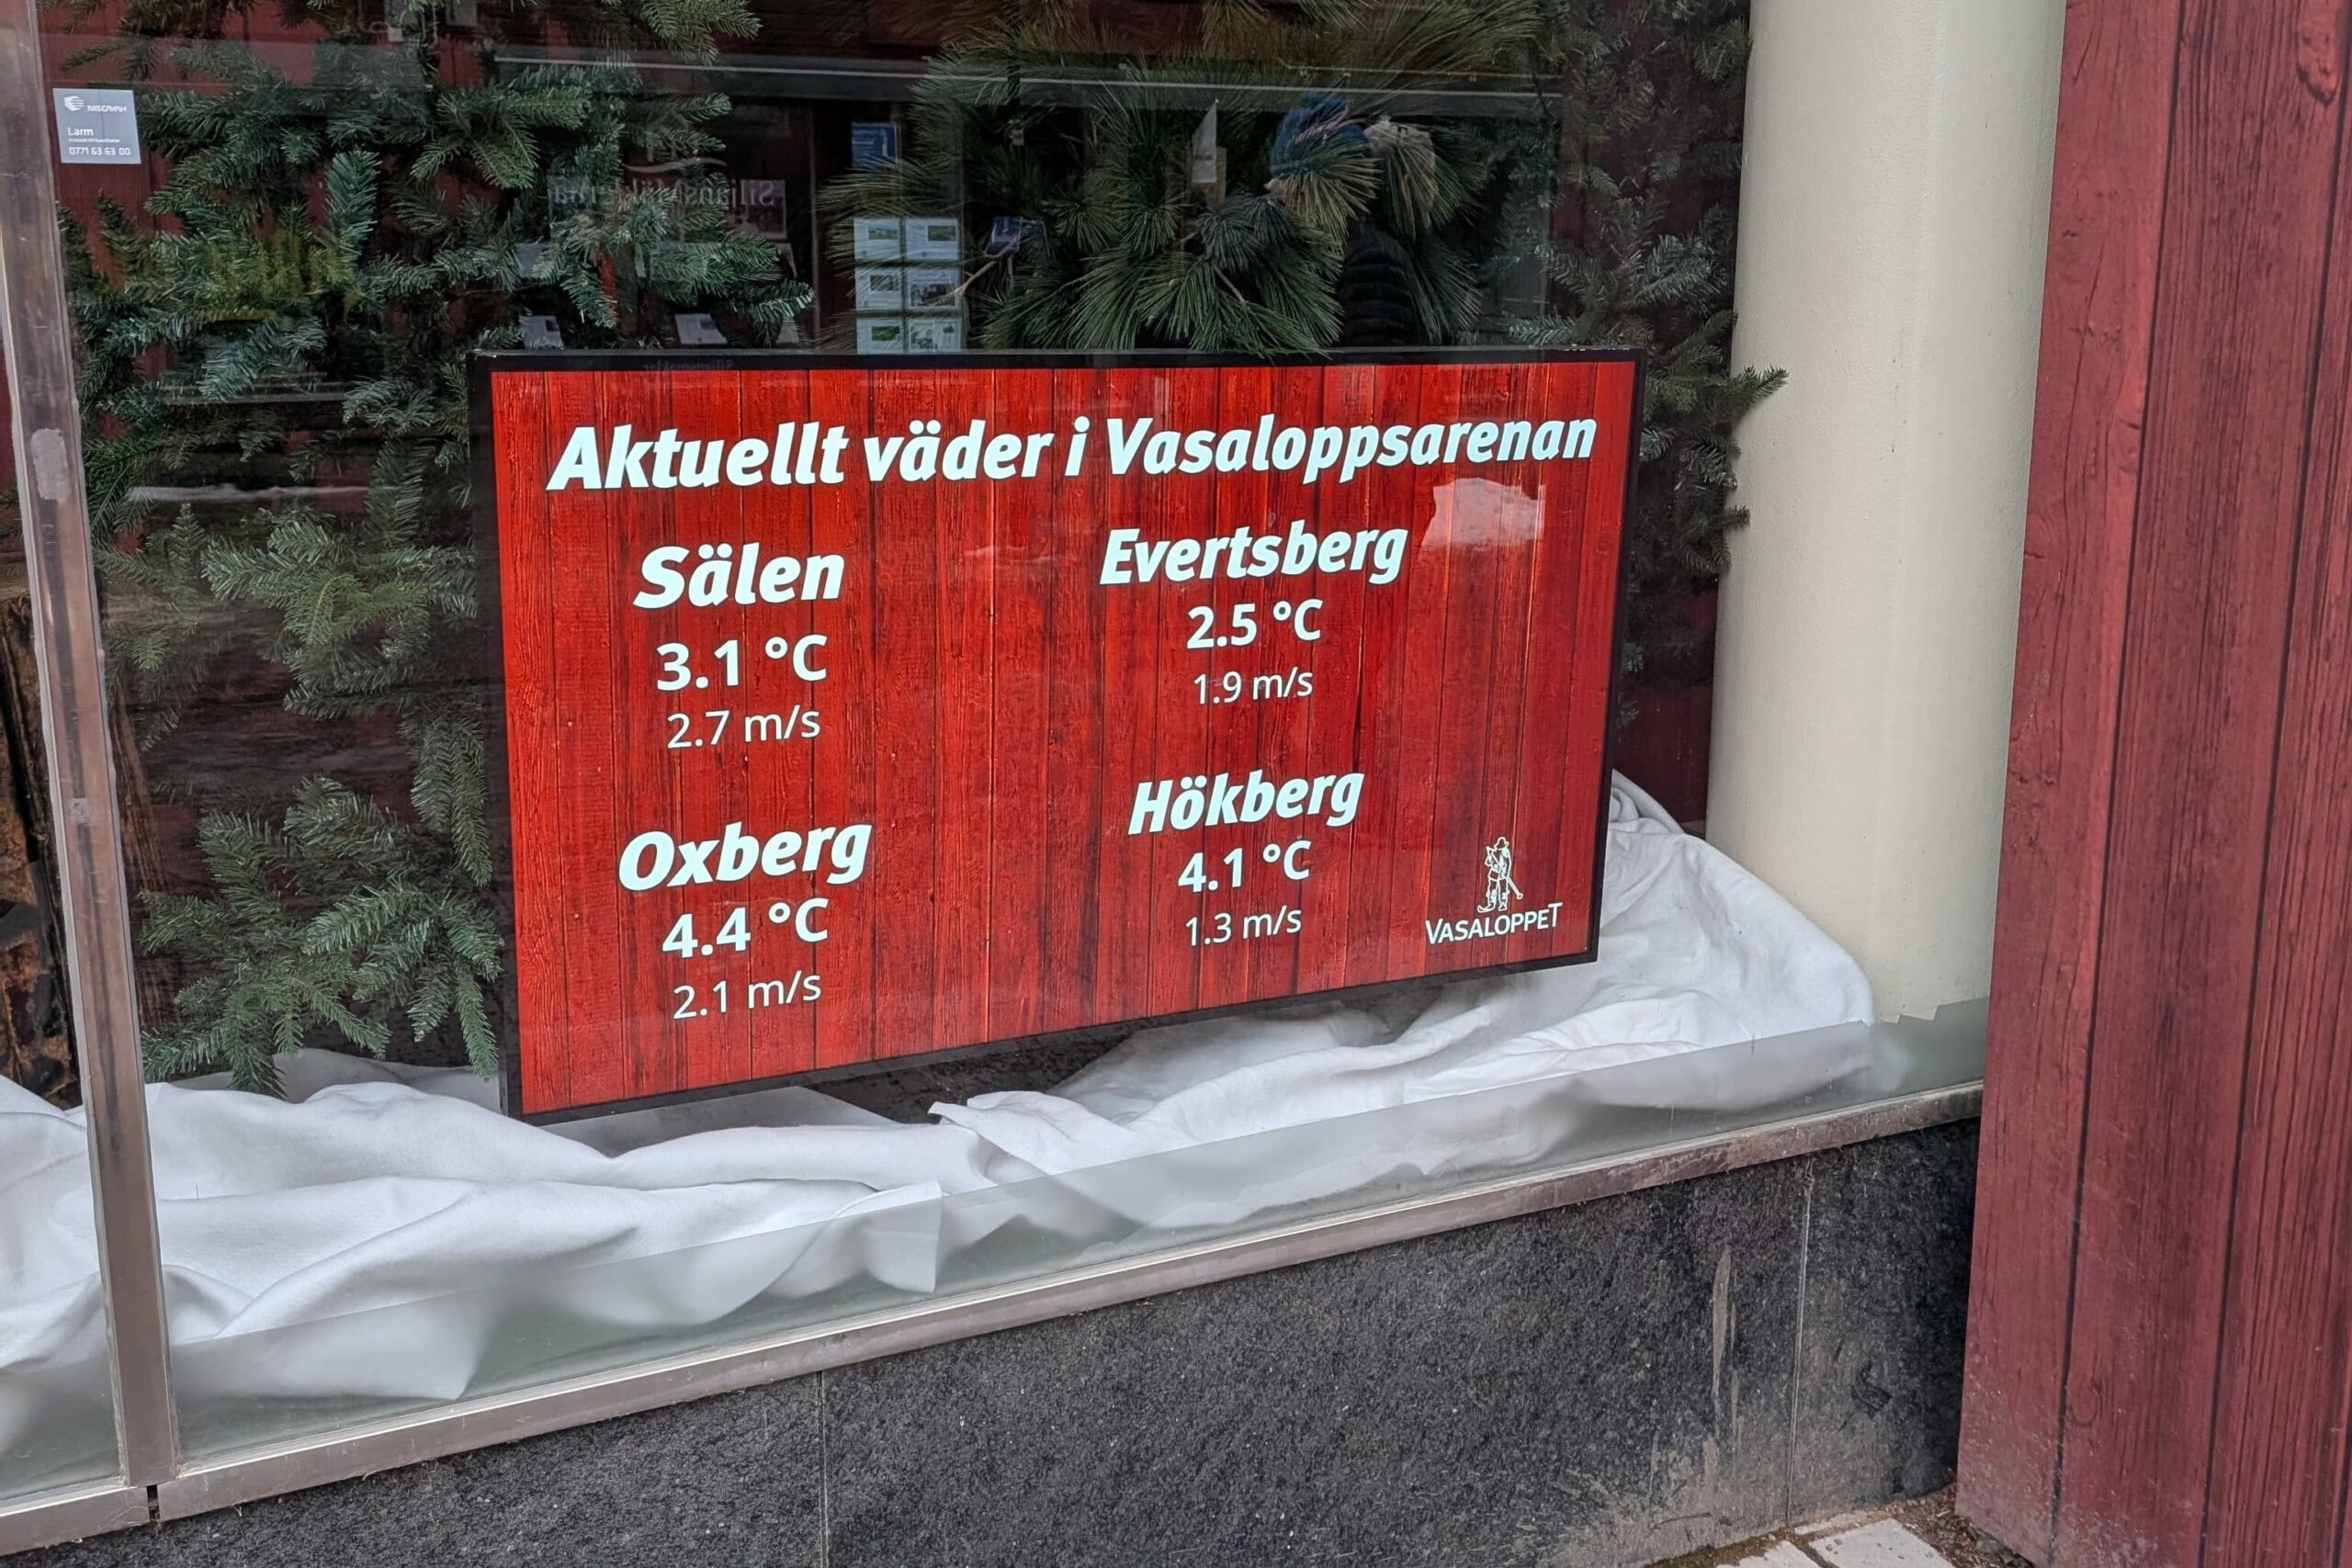 NISCAYAH
Larm
0771 63 63 00
Aktuellt väder i Vasaloppsarenan
Sälen
3.1 °C
2.7 m/s
Evertsberg
2.5 °C
1.9 m/s
Oxberg
4.4 °C
2.1 m/s
Hökberg
4.1 °C
1.3 m/s
VASALOPPET